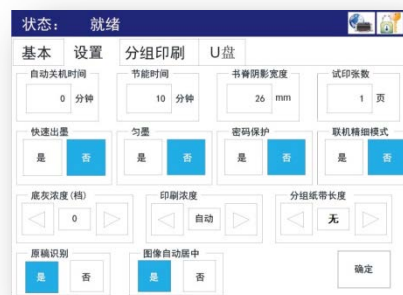 状态： 就绪
基本 设置 分组印刷 U盘
自动关机时间 节能时间 书脊阴影宽度 试印张数
0 分钟 10 分钟 26 mm 1 页
快速出墨 匀墨 密码保护 联机精细模式
是 否 是 否 是 否 是 否
底灰浓度(档) 印刷浓度 分组纸带长度
0 自动 无
原稿识别 图像自动居中
是 否 是 否 确定